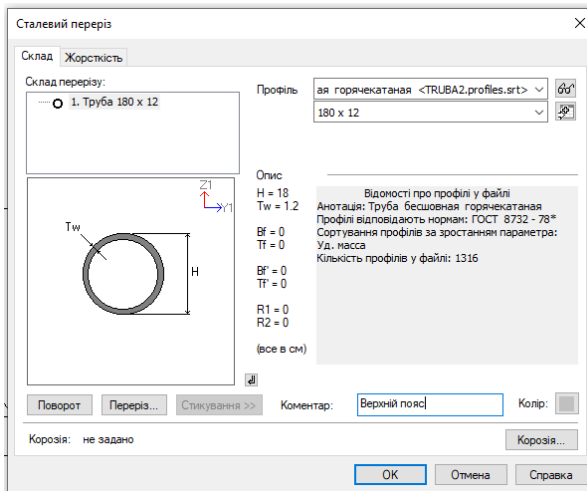 Сталевий переріз
Склад
Жорсткість
Склад перерізу:
1. Труба 180 x 12
Профіль
ая горячекатаная <TRUBA2.profiles.srt>
180 x 12
Z1
Y1
Tw
H
Опис
H = 18
Tw = 1.2
Bf = 0
Tf = 0
Bf' = 0
Tf' = 0
R1 = 0
R2 = 0
(все в см)
Відомості про профілі у файлі
Анотація: Труба бесшовная горячекатаная
Профілі відповідають нормам: ГОСТ 8732 - 78*
Сортування профілів за зростанням параметра:
Уд. масса
Кількість профілів у файлі: 1316
Поворот
Переріз...
Стикування >>
Коментар:
Верхній пояс
Колір:
Корозія: не задано
Корозія...
OK
Отмена
Справка